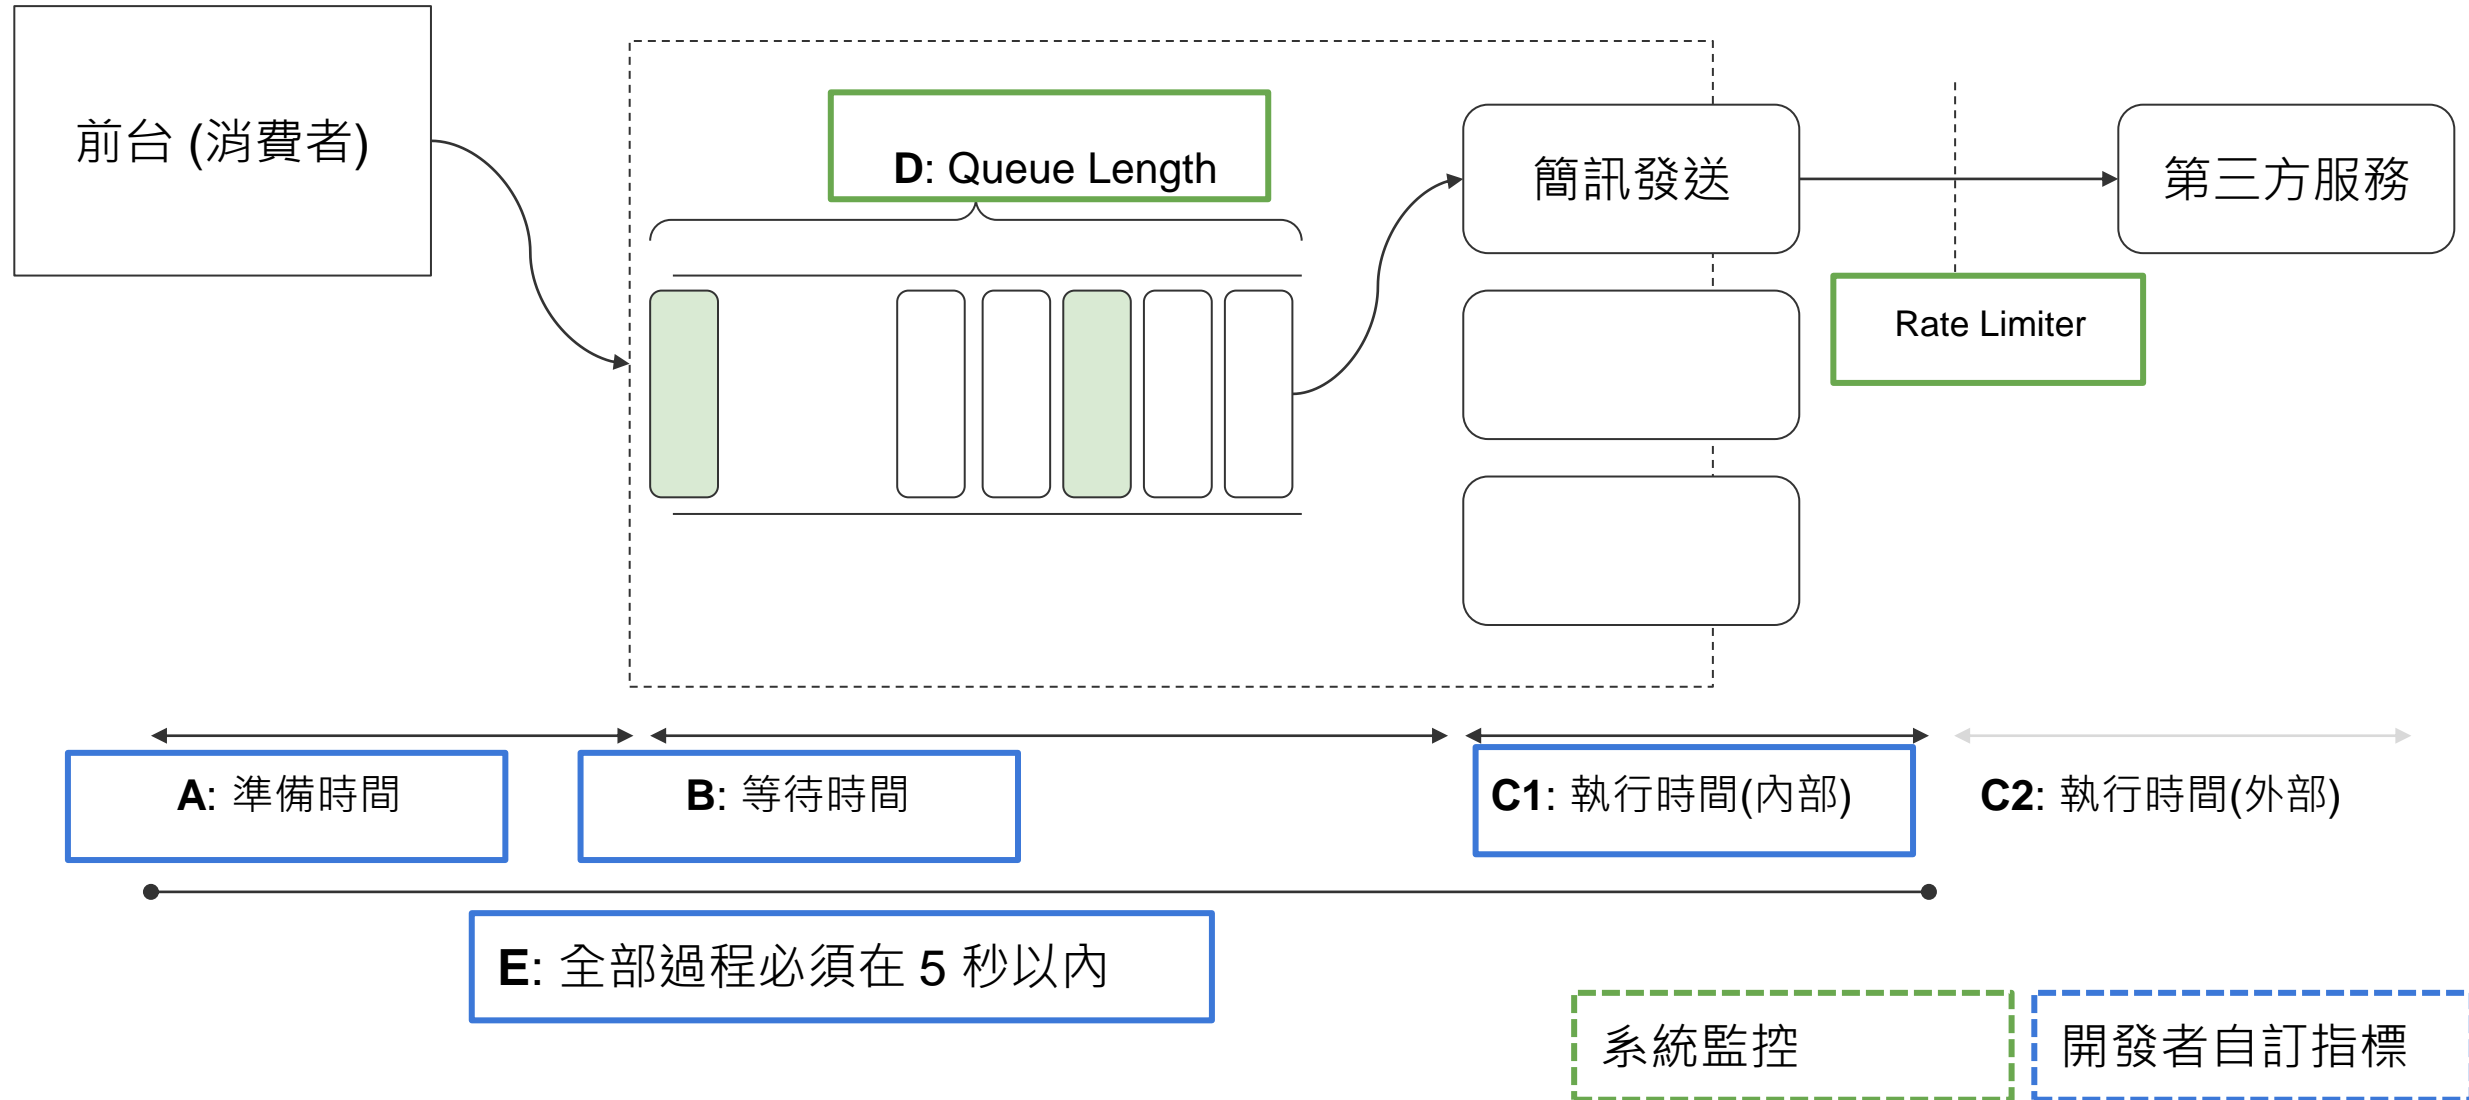 前台 (消費者)
D: Queue Length
簡訊發送
第三方服務
Rate Limiter
A: 準備時間
B: 等待時間
C1: 執行時間(內部)
C2: 執行時間(外部)
E: 全部過程必須在 5 秒以內
系統監控
開發者自訂指標